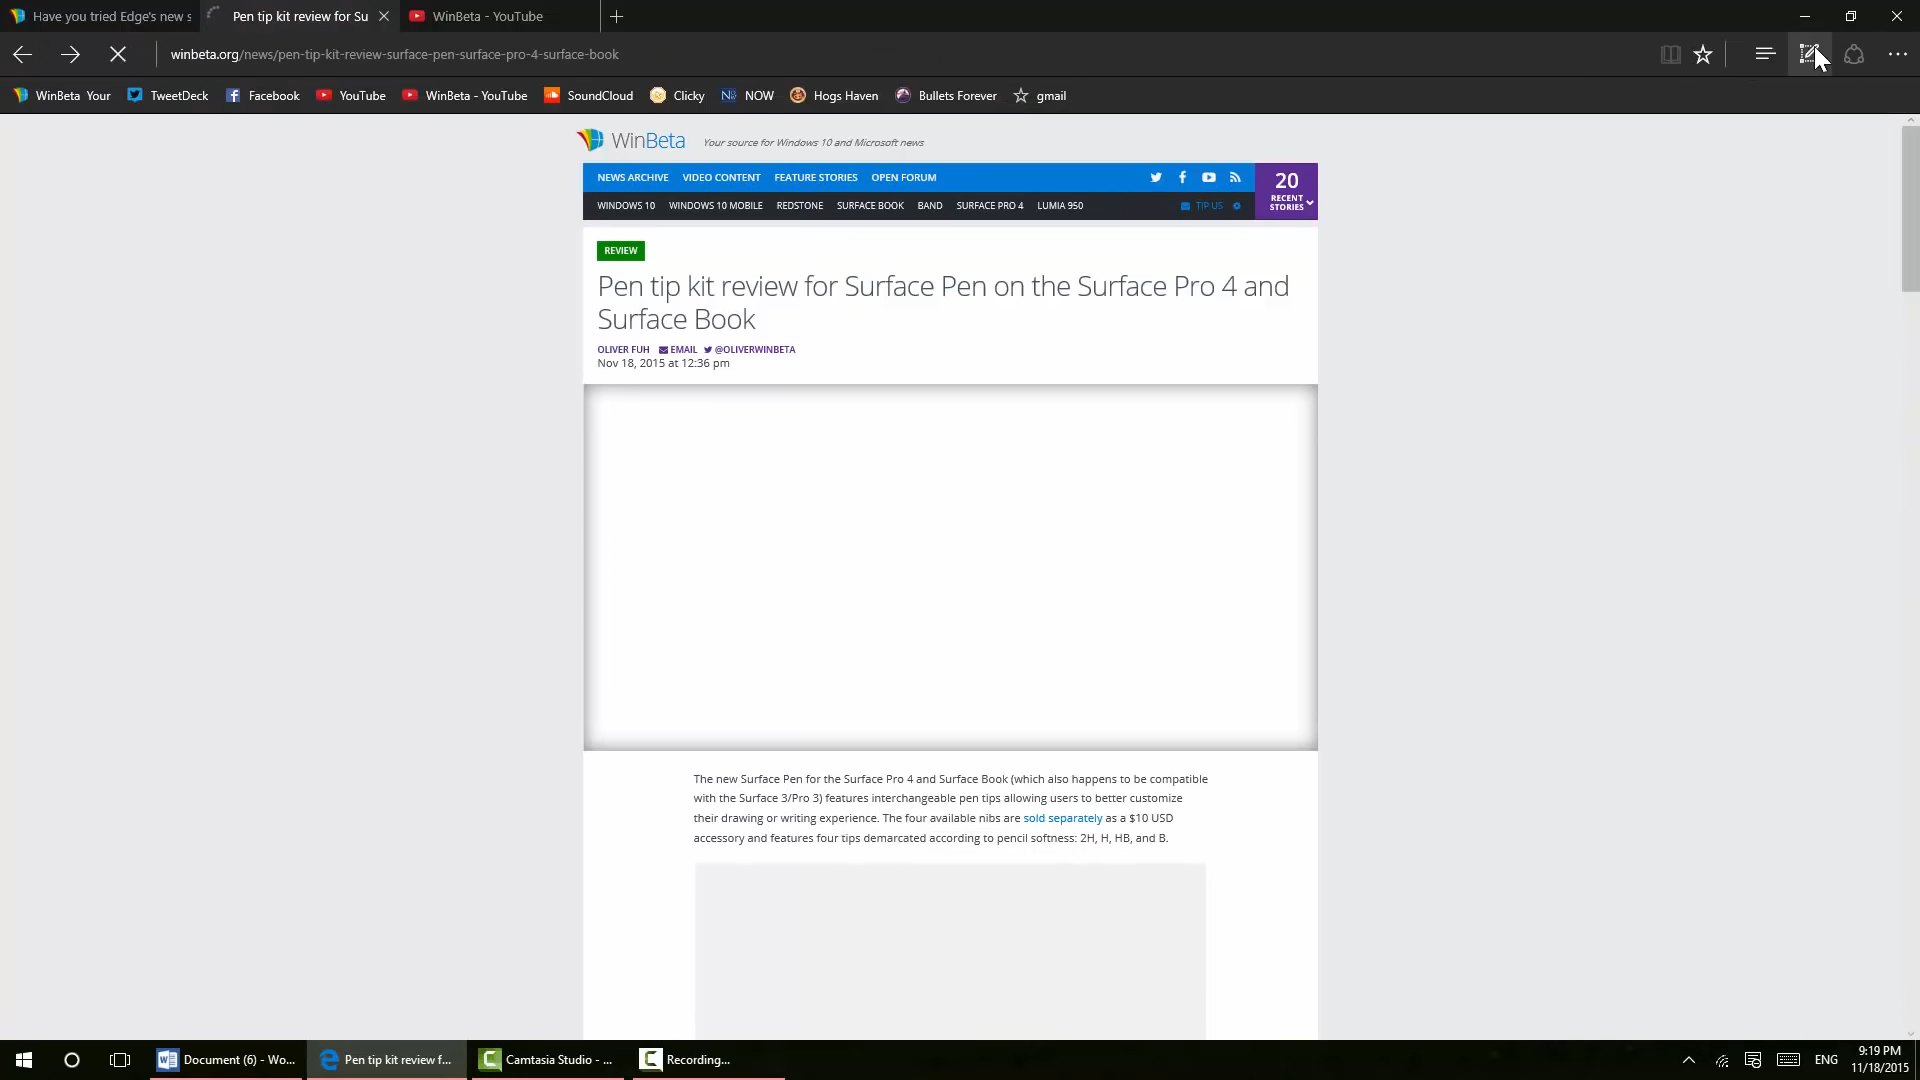 Have you tried Edge's new s
Pen tip kit review for Su
WinBeta - YouTube
winbeta.org/news/pen-tip-kit-review-surface-pen-surface-pro-4-surface-book
WinBeta Your
TweetDeck
Facebook
YouTube
WinBeta - YouTube
SoundCloud
Clicky
NOW
Hogs Haven
Bullets Forever
gmail
WinBeta Your source for Windows 10 and Microsoft news
NEWS ARCHIVE VIDEO CONTENT FEATURE STORIES OPEN FORUM
20
RECENT
STORIES
WINDOWS 10 WINDOWS 10 MOBILE REDSTONE SURFACE BOOK BAND SURFACE PRO 4 LUMIA 950 TIP US
REVIEW
Pen tip kit review for Surface Pen on the Surface Pro 4 and
Surface Book
OLIVER FUH EMAIL @OLIVERWINBETA
Nov 18, 2015 at 12:36 pm
The new Surface Pen for the Surface Pro 4 and Surface Book (which also happens to be compatible
with the Surface 3/Pro 3) features interchangeable pen tips allowing users to better customize
their drawing or writing experience. The four available nibs are sold separately as a $10 USD
accessory and features four tips demarcated according to pencil softness: 2H, H, HB, and B.
Document (6) - Wo...
Pen tip kit review f...
Camtasia Studio - ...
Recording...
ENG
9:19 PM
11/18/2015